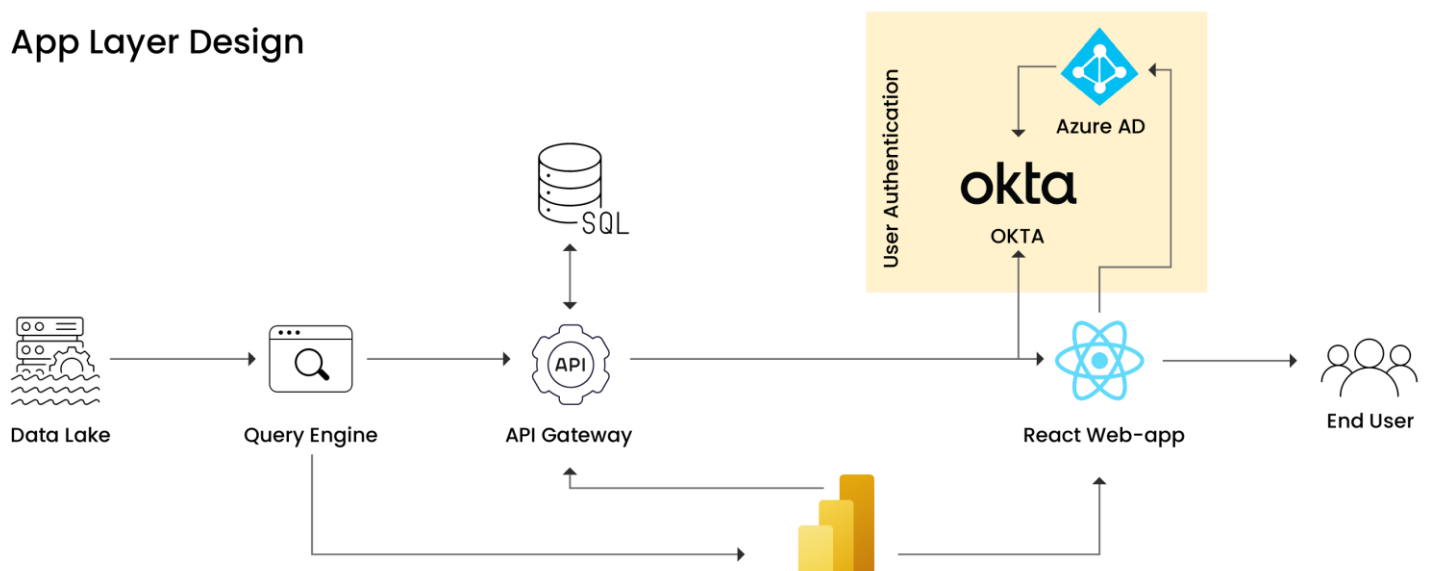 App Layer Design
User Authentication
Azure AD
okta
OKTA
SQL
API
Data Lake
Query Engine
API Gateway
React Web-app
End User